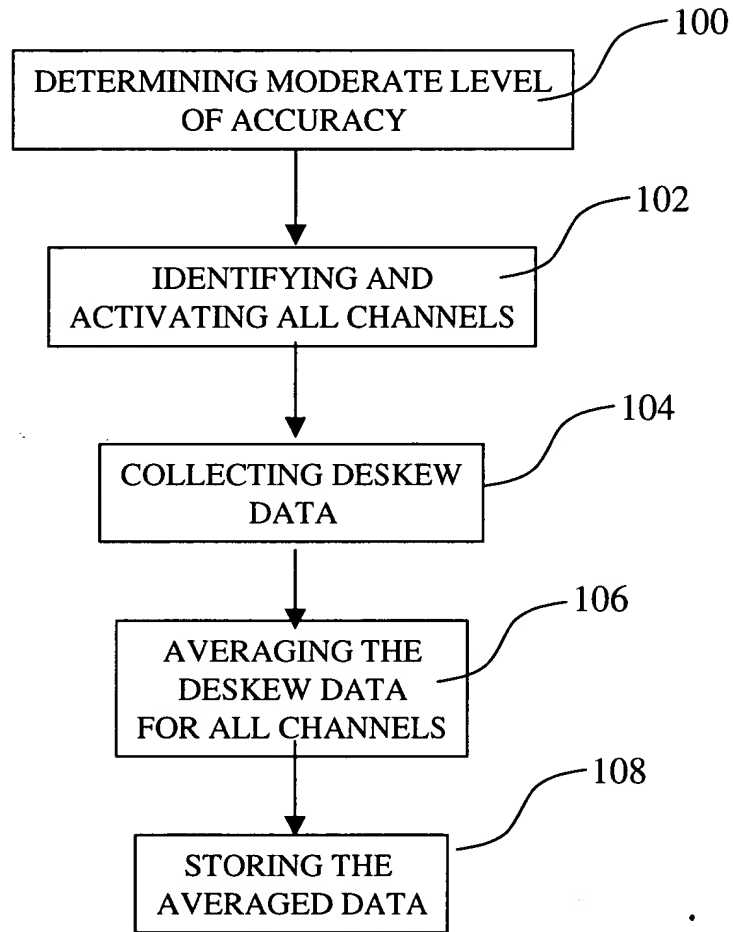 100
DETERMINING MODERATE LEVEL
OF ACCURACY
102
IDENTIFYING AND
ACTIVATING ALL CHANNELS
104
COLLECTING DESKEW
DATA
106
AVERAGING THE
DESKEW DATA
FOR ALL CHANNELS
108
STORING THE
AVERAGED DATA